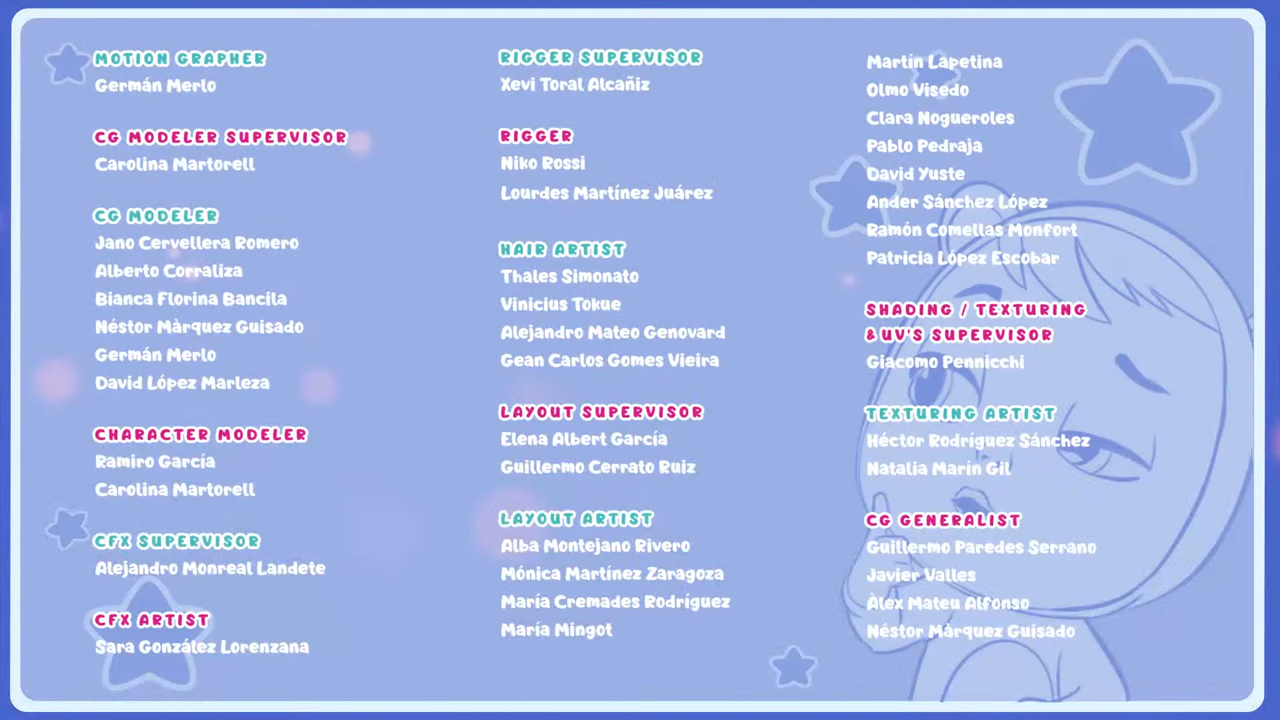 MOTION GRAPHER
Germán Merlo
CG MODELER SUPERVISOR
Carolina Martorell
CG MODELER
Jano Cervellera Romero
Alberto Corraliza
Bianca Florina Bancila
Néstor Màrquez Guisado
Germán Merlo
David López Marleza
CHARACTER MODELER
Ramiro García
Carolina Martorell
CFX SUPERVISOR
Alejandro Monreal Landete
CFX ARTIST
Sara González Lorenzana
RIGGER SUPERVISOR
Xevi Toral Alcañiz
RIGGER
Niko Rossi
Lourdes Martínez Juárez
HAIR ARTIST
Thales Simonato
Vinicius Tokue
Alejandro Mateo Genovard
Gean Carlos Gomes Vieira
LAYOUT SUPERVISOR
Elena Albert García
Guillermo Cerrato Ruiz
LAYOUT ARTIST
Alba Montejano Rivero
Mónica Martínez Zaragoza
María Cremades Rodríguez
María Mingot
Martín Lapetina
Olmo Visedo
Clara Nogueroles
Pablo Pedraja
David Yuste
Ander Sánchez López
Ramón Comellas Monfort
Patricia López Escobar
SHADING / TEXTURING
& UV'S SUPERVISOR
Giacomo Pennicchi
TEXTURING ARTIST
Héctor Rodríguez Sánchez
Natalia Marín Gil
CG GENERALIST
Guillermo Paredes Serrano
Javier Valles
Àlex Mateu Alfonso
Néstor Màrquez Guisado